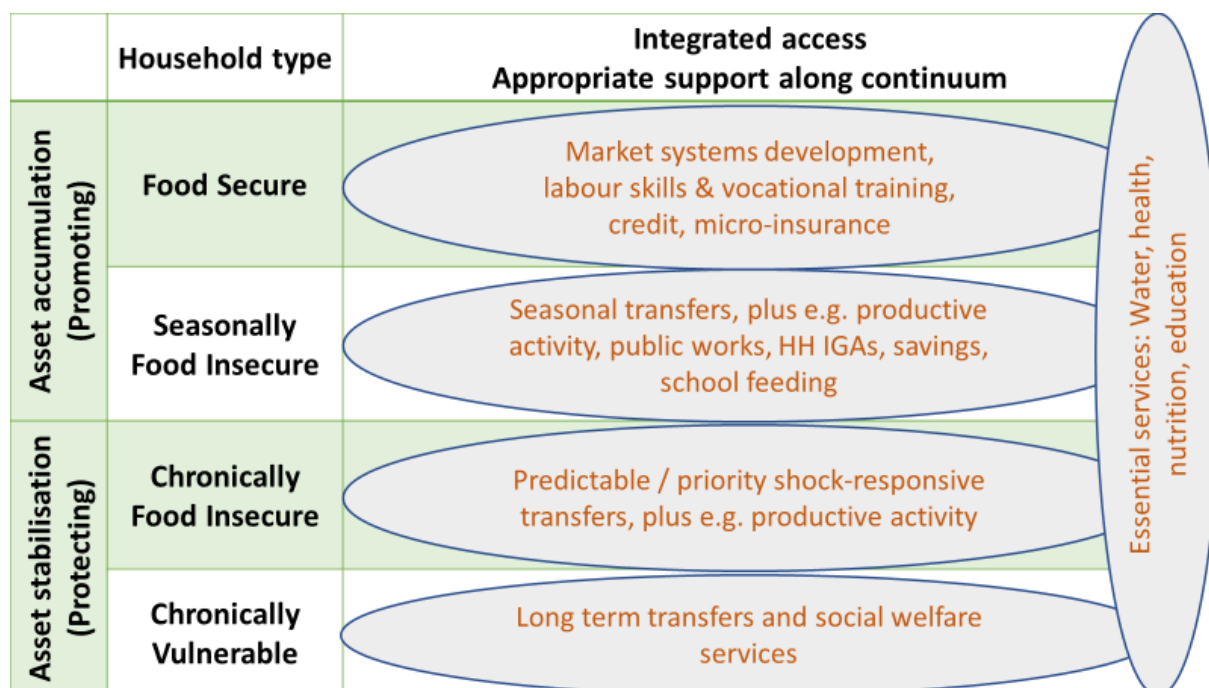 Household type
Integrated access
Appropriate support along continuum
Asset accumulation
(Promoting)
Food Secure
Market systems development,
labour skills & vocational training,
credit, micro-insurance
Seasonally
Food Insecure
Seasonal transfers, plus e.g. productive
activity, public works, HH IGAs, savings,
school feeding
Asset stabilisation
(Protecting)
Chronically
Food Insecure
Predictable / priority shock-responsive
transfers, plus e.g. productive activity
Chronically
Vulnerable
Long term transfers and social welfare
services
Essential services: Water, health,
nutrition, education